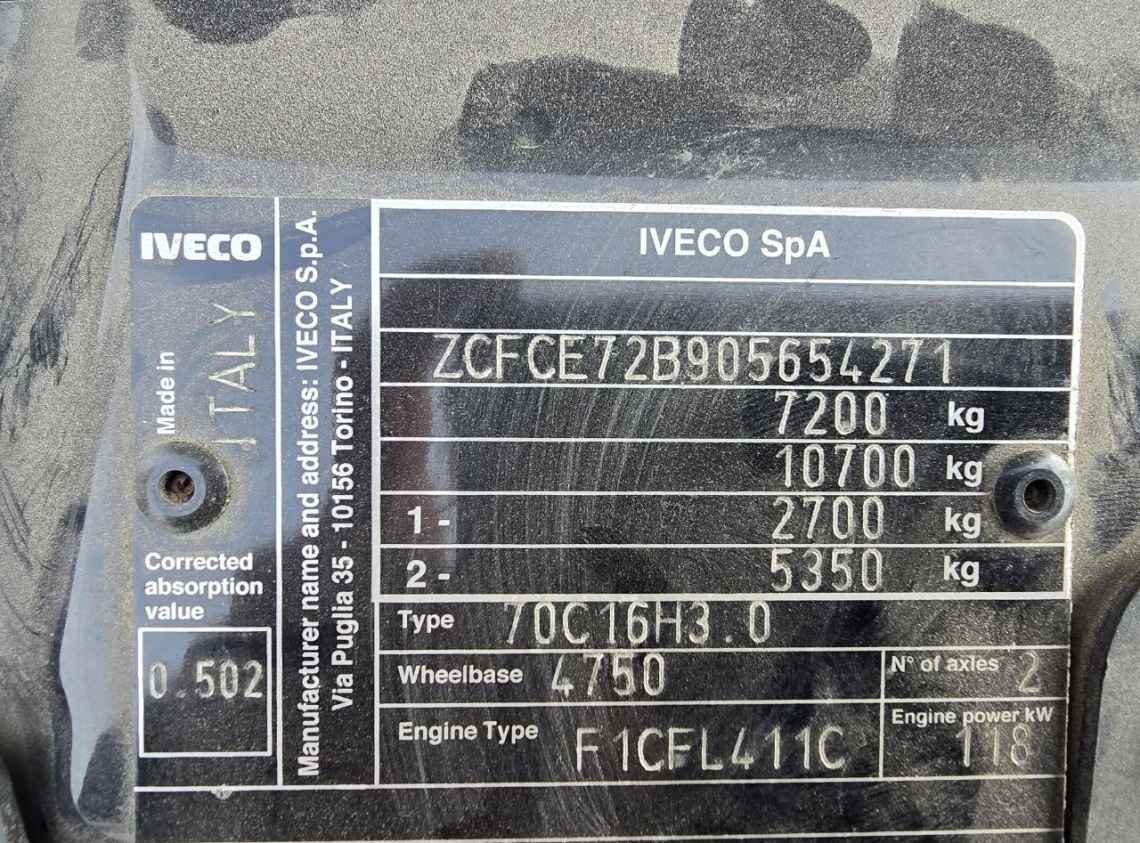 IVECO
Made in
ITALY
Corrected
absorption
value
0.502
Manufacturer name and address: IVECO S.p.A.
Via Puglia 35 - 10156 Torino - ITALY
IVECO SpA
ZCFCE72B905654271
7200 kg
10700 kg
1 - 2700 kg
2 - 5350 kg
Type 70C16H3.0
Wheelbase 4750 N° of axles 2
Engine Type F1CFL411C Engine power kW 118